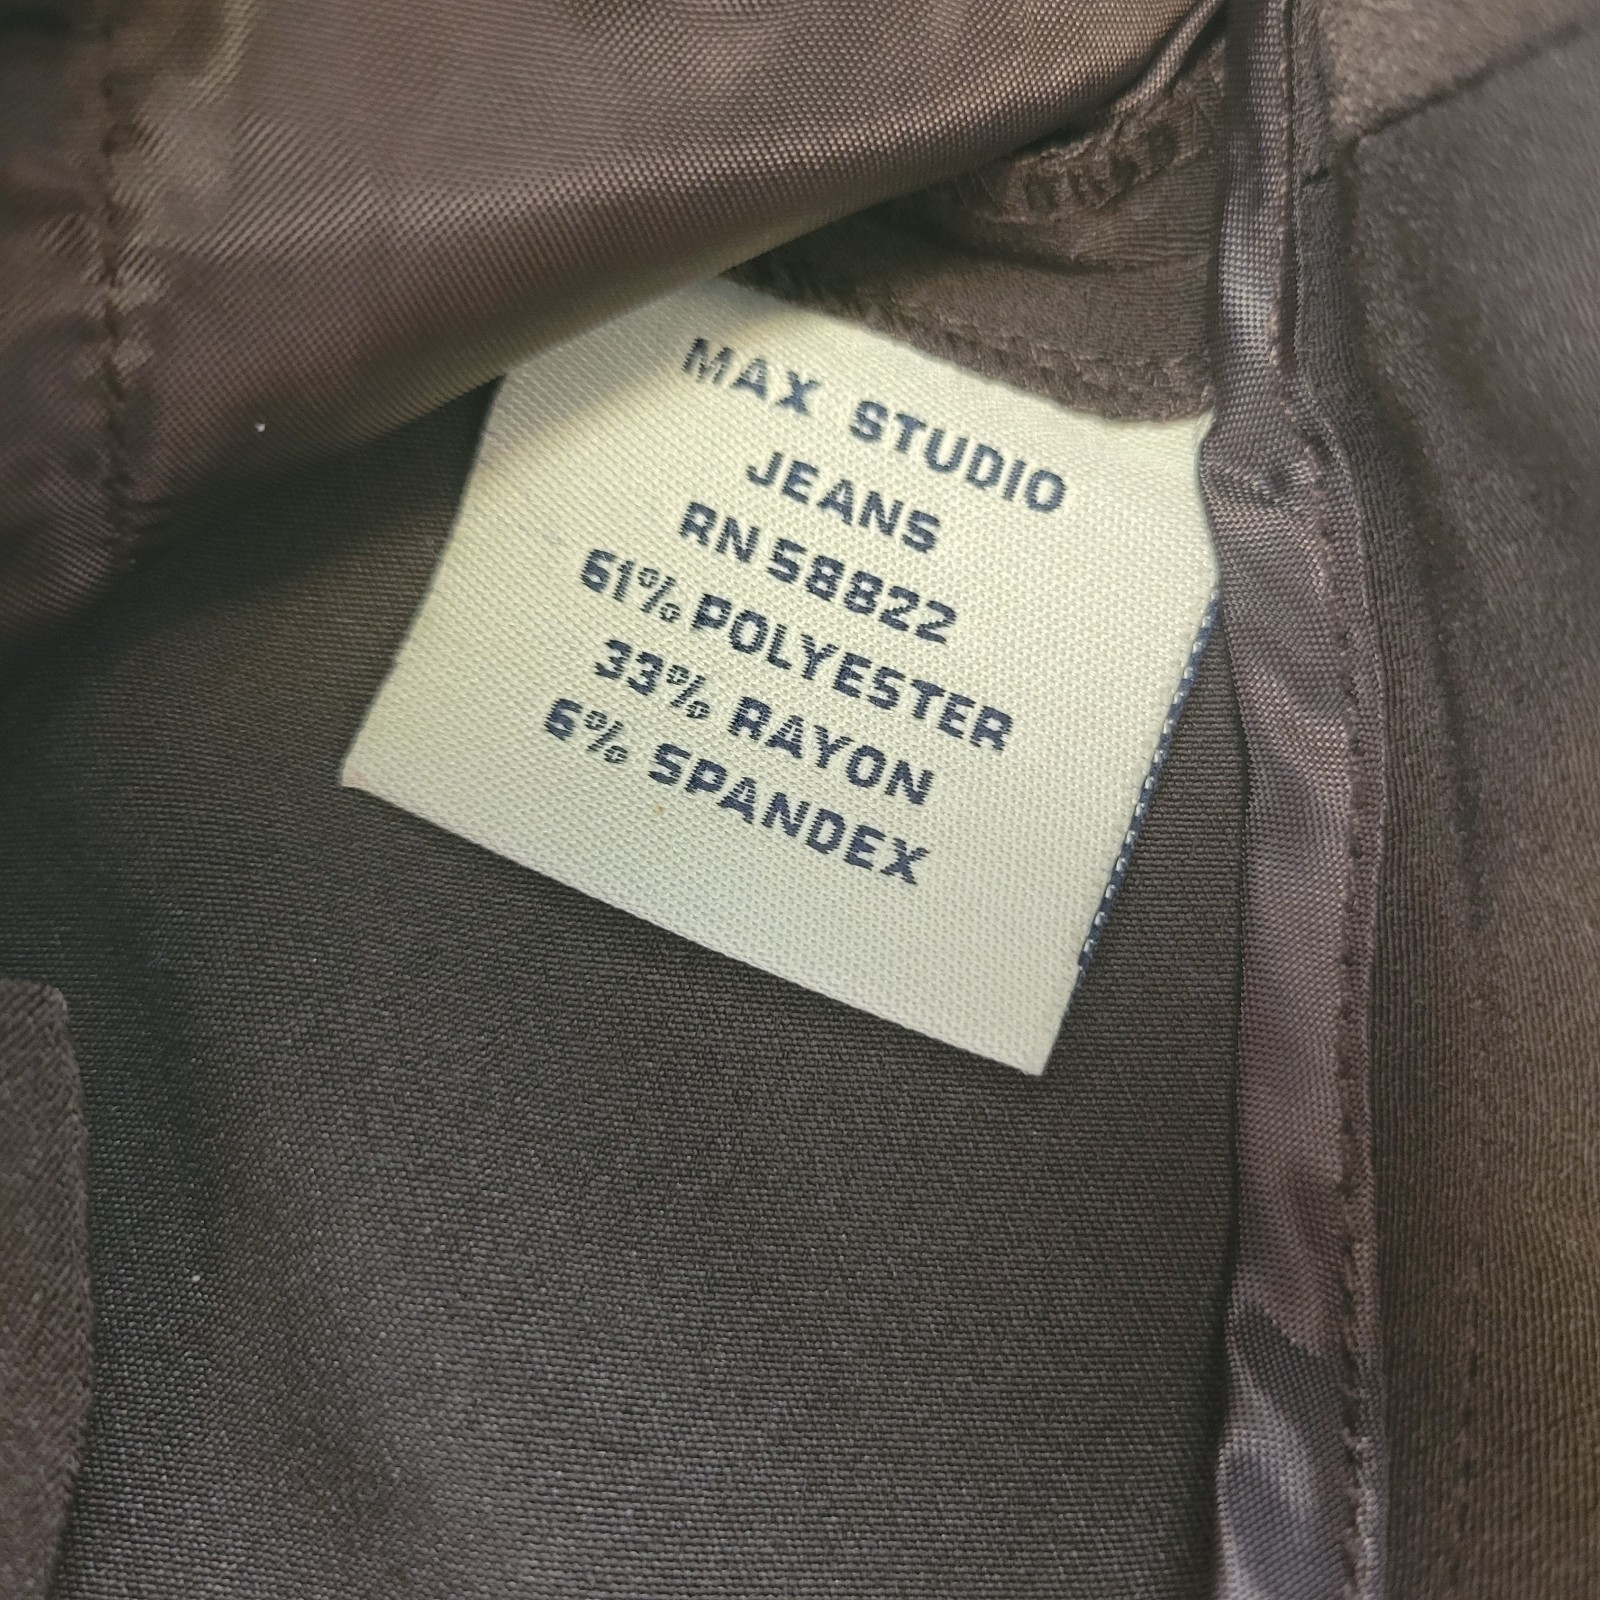 MAX STUDIO
JEANS
RN 58822
61% POLYESTER
33% RAYON
6% SPANDEX